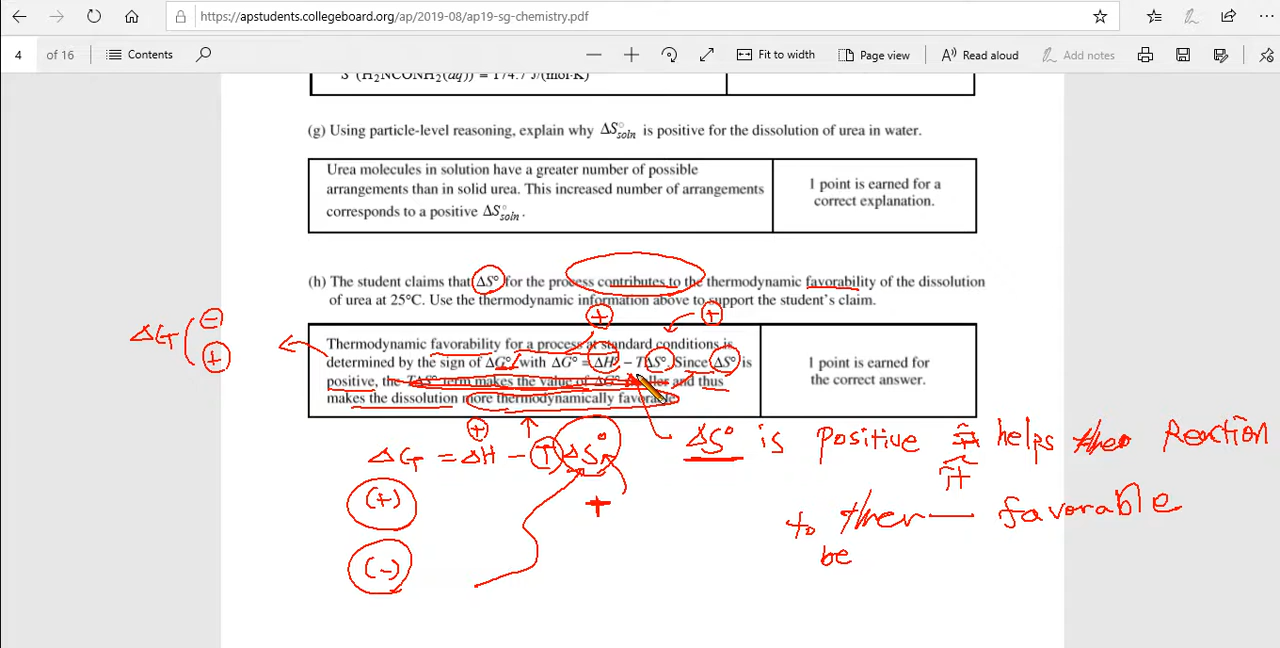 https://apstudents.collegeboard.org/ap/2019-08/ap19-sg-chemistry.pdf
4 of 16 Contents Fit to width Page view Read aloud Add notes
S°(H₂NCONH₂(aq)) = 174.7 J/(mol·K)
(g) Using particle-level reasoning, explain why ΔS°soln is positive for the dissolution of urea in water.
Urea molecules in solution have a greater number of possible
arrangements than in solid urea. This increased number of arrangements
corresponds to a positive ΔS°soln.
1 point is earned for a
correct explanation.
(h) The student claims that ΔS° for the process contributes to the thermodynamic favorability of the dissolution
of urea at 25°C. Use the thermodynamic information above to support the student's claim.
+ +
ΔG ( −
+
Thermodynamic favorability for a process at standard conditions is
determined by the sign of ΔG°, with ΔG° = ΔH° − TΔS°. Since ΔS° is
positive, the TΔS° term makes the value of ΔG° smaller and thus
makes the dissolution more thermodynamically favorable.
1 point is earned for
the correct answer.
+
ΔG = ΔH − T ΔS°
(+)
(−)
+
ΔS° is positive helps Reaction
it
to ther— favorable
be